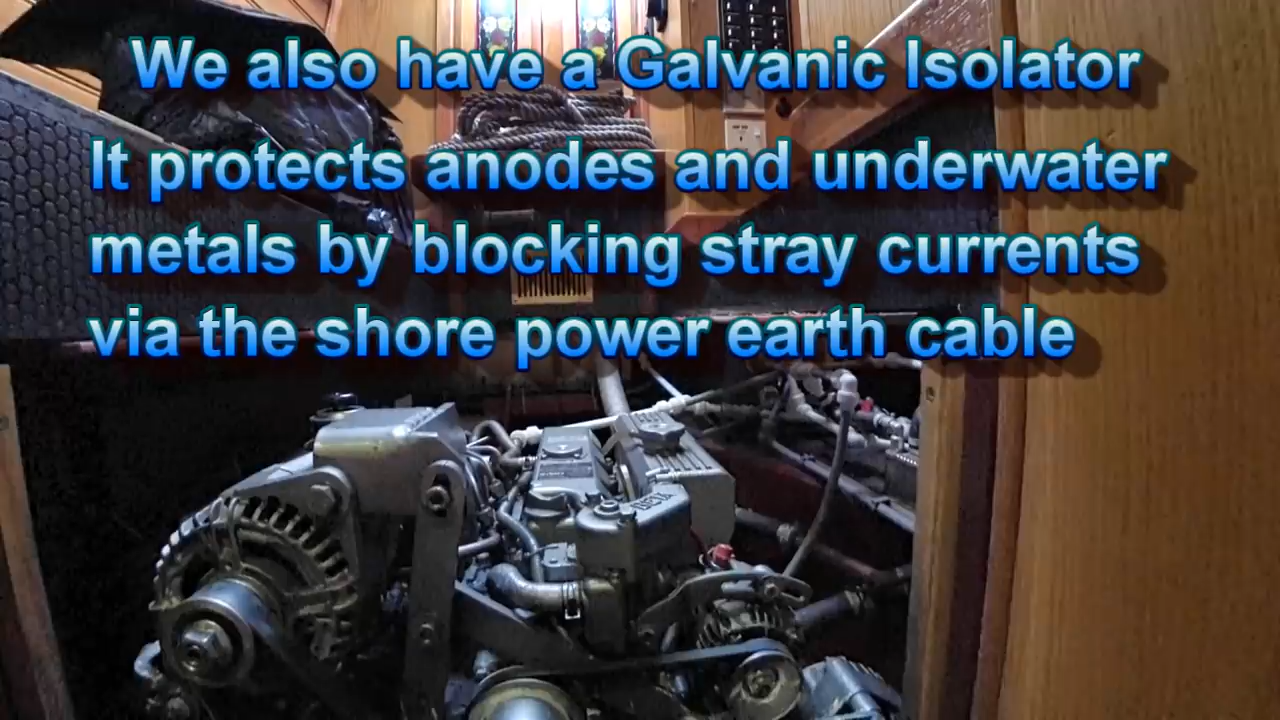 We also have a Galvanic Isolator
It protects anodes and underwater
metals by blocking stray currents
via the shore power earth cable
BETA